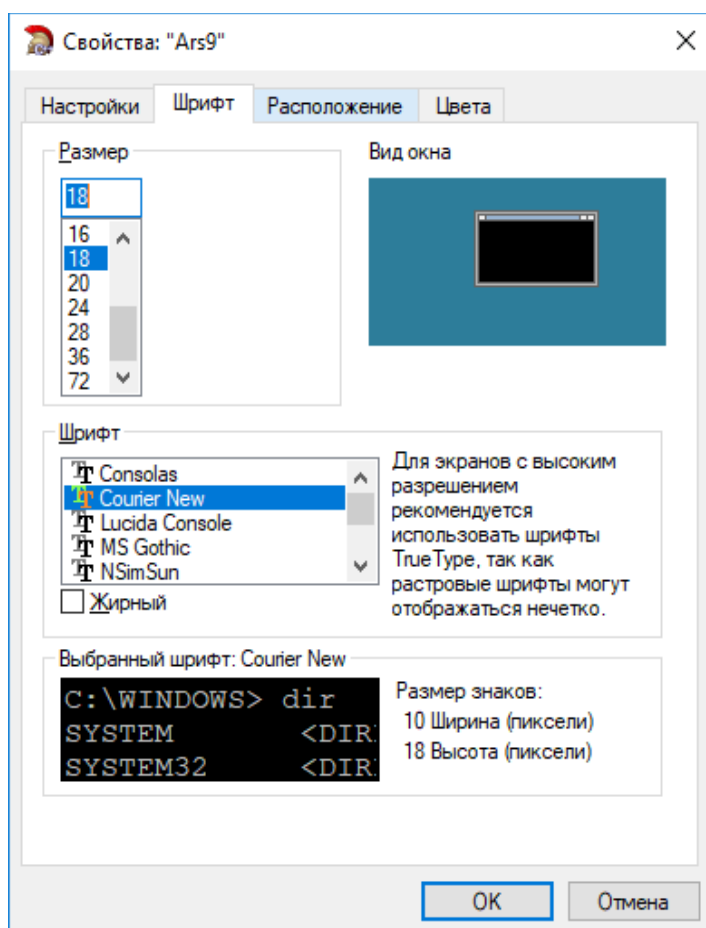 Свойства: "Ars9"
Настройки Шрифт Расположение Цвета
Размер
18
16
18
20
24
28
36
72
Вид окна
Шрифт
Consolas
Courier New
Lucida Console
MS Gothic
NSimSun
Жирный
Для экранов с высоким
разрешением
рекомендуется
использовать шрифты
TrueType, так как
растровые шрифты могут
отображаться нечетко.
Выбранный шрифт: Courier New
C:\WINDOWS> dir
SYSTEM <DIR
SYSTEM32 <DIR
Размер знаков:
10 Ширина (пиксели)
18 Высота (пиксели)
OK Отмена